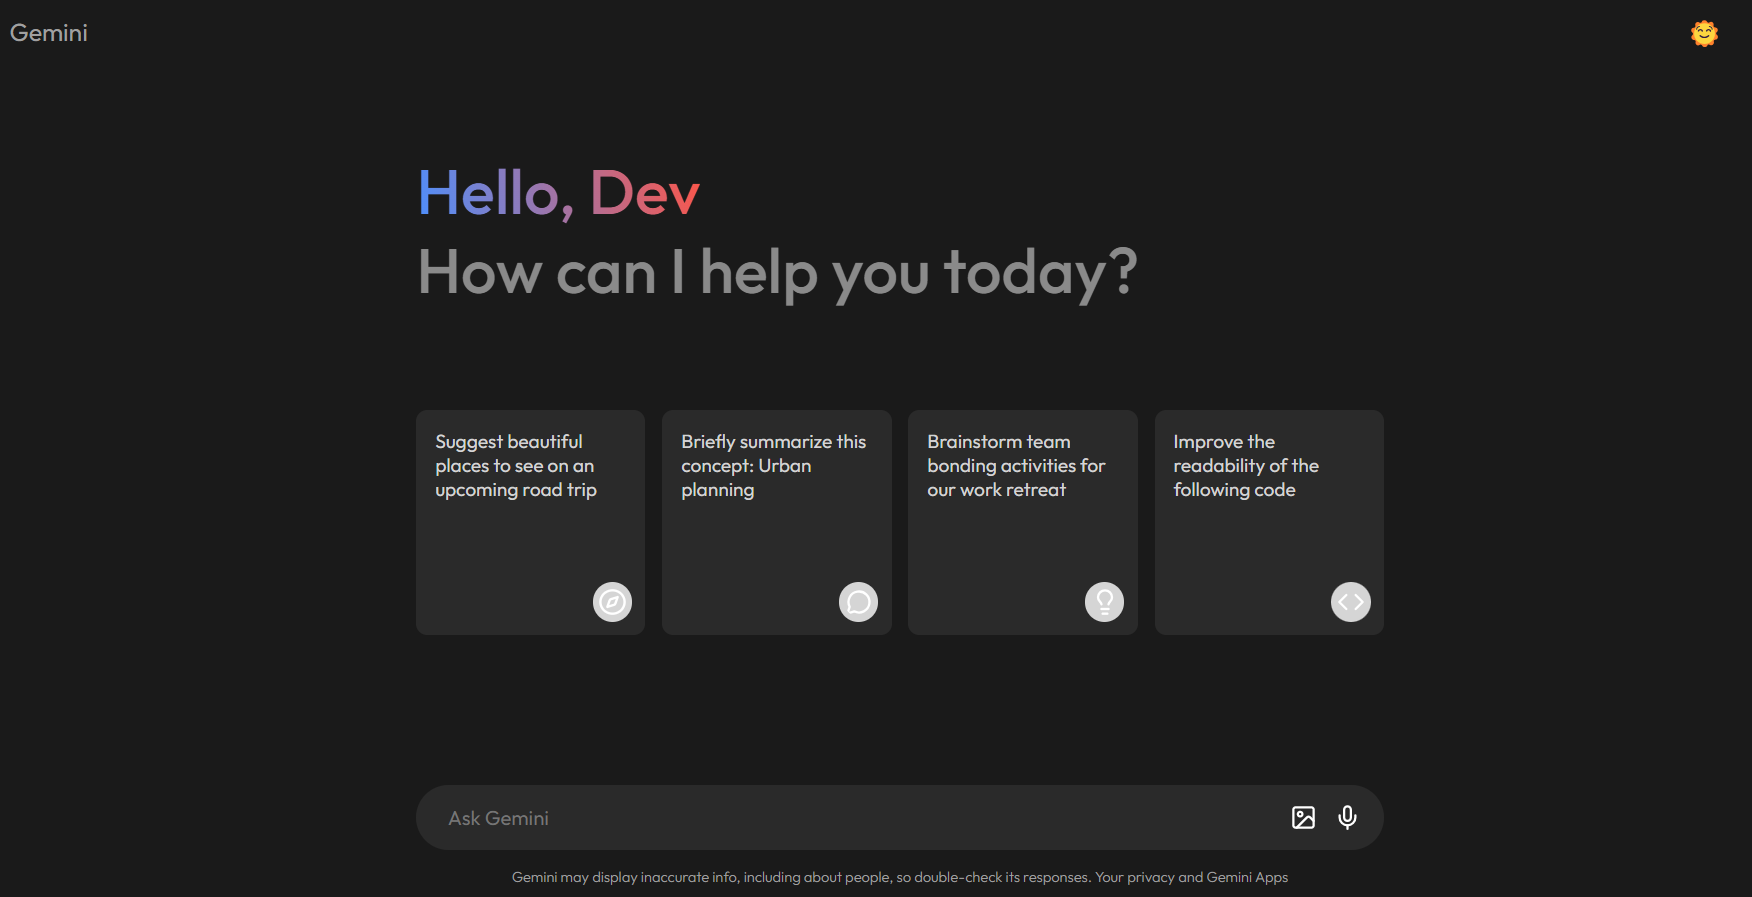 Gemini
Hello, Dev
How can I help you today?
Suggest beautiful
places to see on an
upcoming road trip
Briefly summarize this
concept: Urban
planning
Brainstorm team
bonding activities for
our work retreat
Improve the
readability of the
following code
Ask Gemini
Gemini may display inaccurate info, including about people, so double-check its responses. Your privacy and Gemini Apps